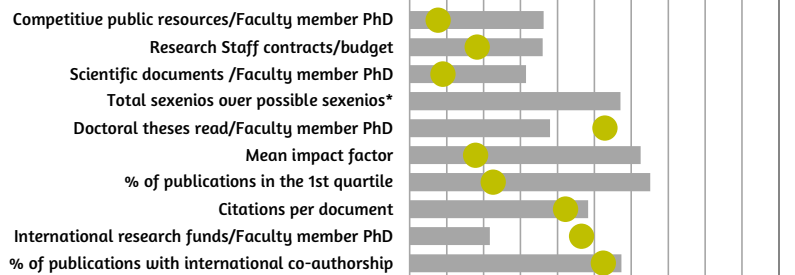 Competitive public resources/Faculty member PhD
Research Staff contracts/budget
Scientific documents /Faculty member PhD
Total sexenios over possible sexenios*
Doctoral theses read/Faculty member PhD
Mean impact factor
% of publications in the 1st quartile
Citations per document
International research funds/Faculty member PhD
% of publications with international co-authorship